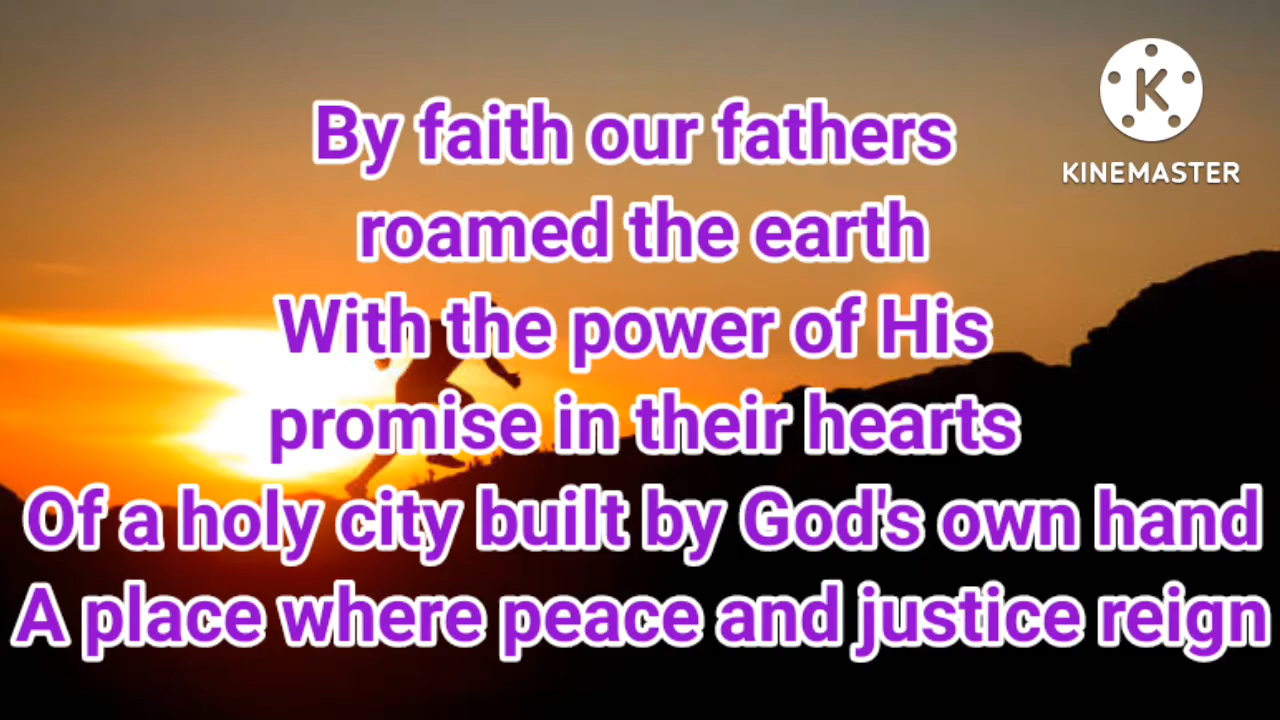 By faith our fathers
roamed the earth
With the power of His
promise in their hearts
Of a holy city built by God's own hand
A place where peace and justice reign
K
KINEMASTER